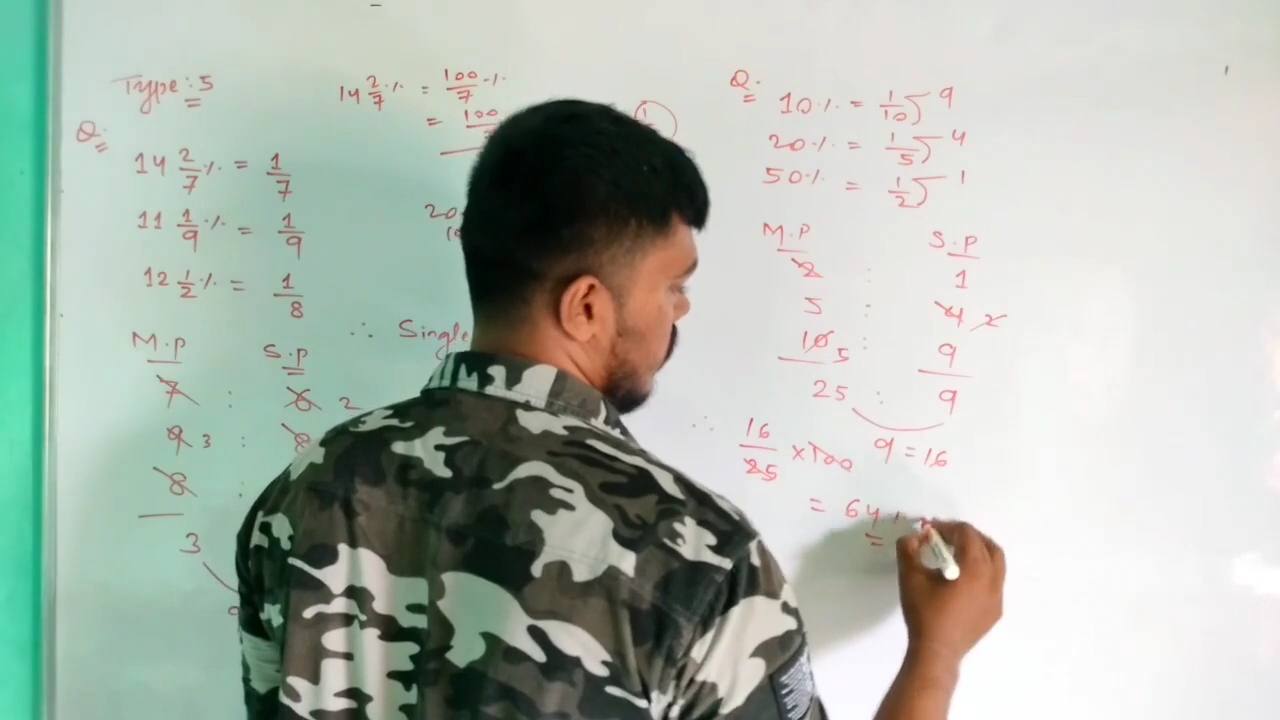 Type: 5
Q:
14 2/7 % = 1/7
11 1/9 % = 1/9
12 1/2 % = 1/8
M.P S.P
7 : 6 2
9 3 : 8
8 :
3
14 2/7 % = 100/7 %
= 100
20
∴ Single
Q:
10% = 1/10 9
20% = 1/5 4
50% = 1/2 1
M.P S.P
2 : 1
5 : 4 2
10 5 : 9
25 : 9
9 = 16
∴ 16/25 × 100
= 64